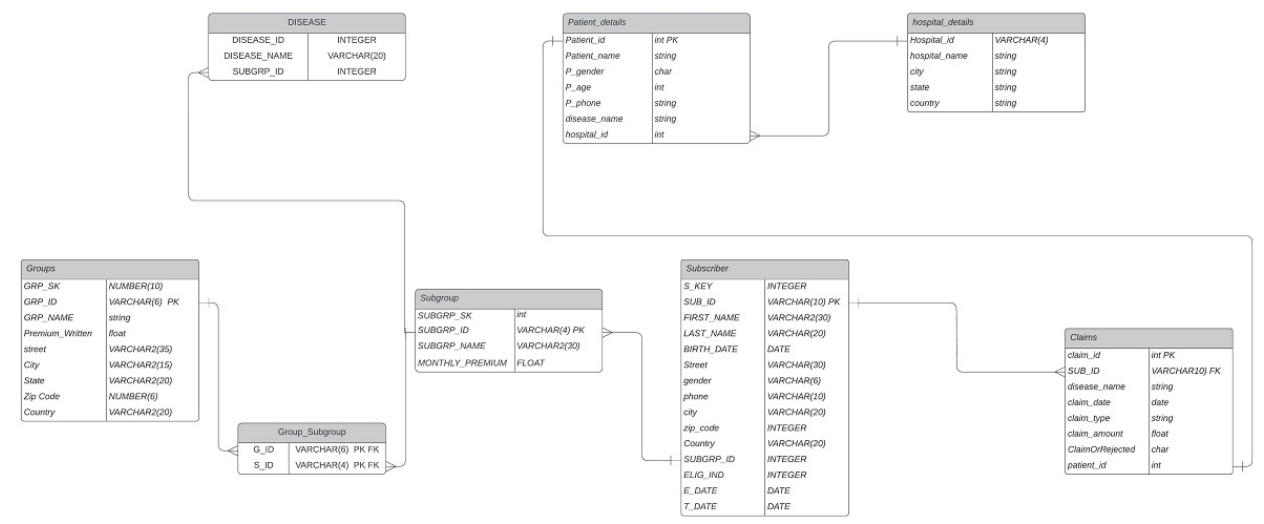 DISEASE
DISEASE_ID INTEGER
DISEASE_NAME VARCHAR(20)
SUBGRP_ID INTEGER
Patient_details
Patient_id int PK
Patient_name string
P_gender char
P_age int
P_phone string
disease_name string
hospital_id int
hospital_details
Hospital_id VARCHAR(4)
hospital_name string
city string
state string
country string
Groups
GRP_SK NUMBER(10)
GRP_ID VARCHAR(6) PK
GRP_NAME string
Premium_Written float
street VARCHAR2(35)
City VARCHAR2(15)
State VARCHAR2(20)
Zip Code NUMBER(6)
Country VARCHAR2(20)
Group_Subgroup
G_ID VARCHAR(6) PK FK
S_ID VARCHAR(4) PK FK
Subgroup
SUBGRP_SK int
SUBGRP_ID VARCHAR(4) PK
SUBGRP_NAME VARCHAR2(30)
MONTHLY_PREMIUM FLOAT
Subscriber
S_KEY INTEGER
SUB_ID VARCHAR(10) PK
FIRST_NAME VARCHAR2(30)
LAST_NAME VARCHAR(20)
BIRTH_DATE DATE
Street VARCHAR(30)
gender VARCHAR(6)
phone VARCHAR(10)
city VARCHAR(20)
zip_code INTEGER
Country VARCHAR(20)
SUBGRP_ID INTEGER
ELIG_IND INTEGER
E_DATE DATE
T_DATE DATE
Claims
claim_id int PK
SUB_ID VARCHAR10) FK
disease_name string
claim_date date
claim_type string
claim_amount float
ClaimOrRejected char
patient_id int